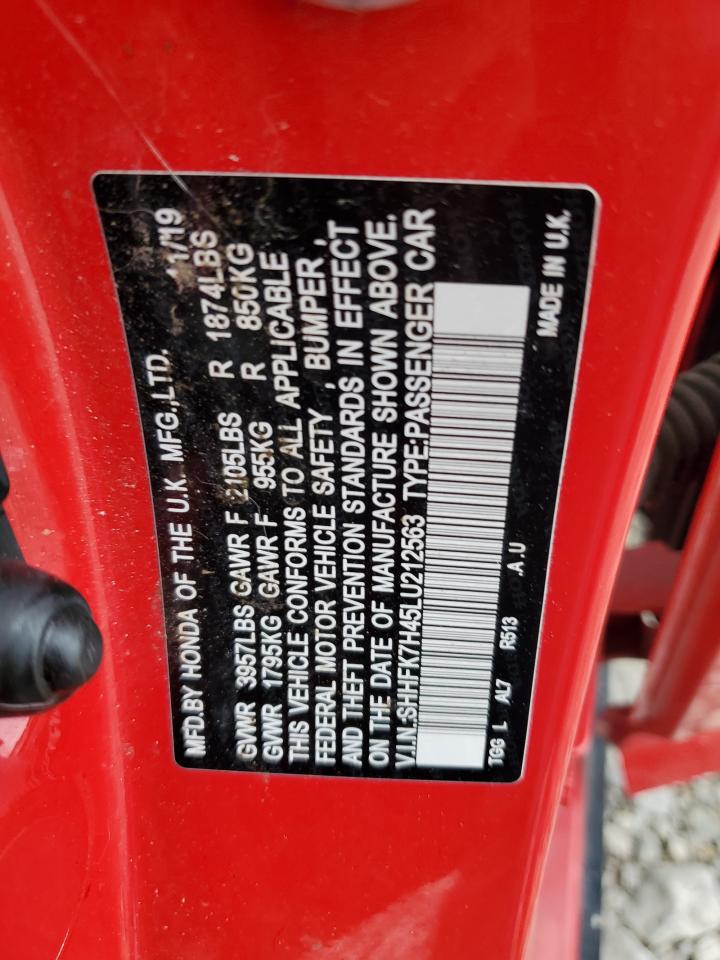 MFD.BY HONDA OF THE U.K. MFG.,LTD. 11/19
GVWR 3957LBS GAWR F 2105LBS R 1874LBS
GVWR 1795KG GAWR F 955KG R 850KG
THIS VEHICLE CONFORMS TO ALL APPLICABLE
FEDERAL MOTOR VEHICLE SAFETY , BUMPER ,
AND THEFT PREVENTION STANDARDS IN EFFECT
ON THE DATE OF MANUFACTURE SHOWN ABOVE.
V.I.N.:SHHFK7H45LU212563 TYPE:PASSENGER CAR
TGG L AL7 R513 .A.U
MADE IN U.K.